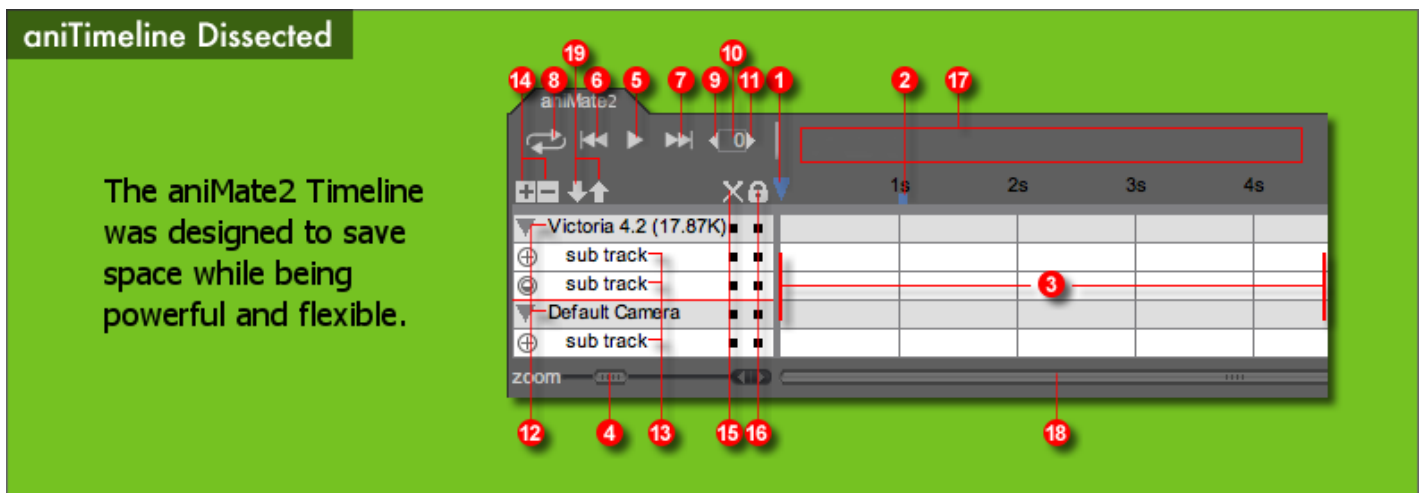 aniTimeline Dissected
19 10
14 8 6 5 7 9 11 1 2 17
aniMate2
0
1s 2s 3s 4s
The aniMate2 Timeline
was designed to save
space while being
powerful and flexible.
Victoria 4.2 (17.87K)
sub track
sub track
3
Default Camera
sub track
zoom
12 4 13 15 16 18